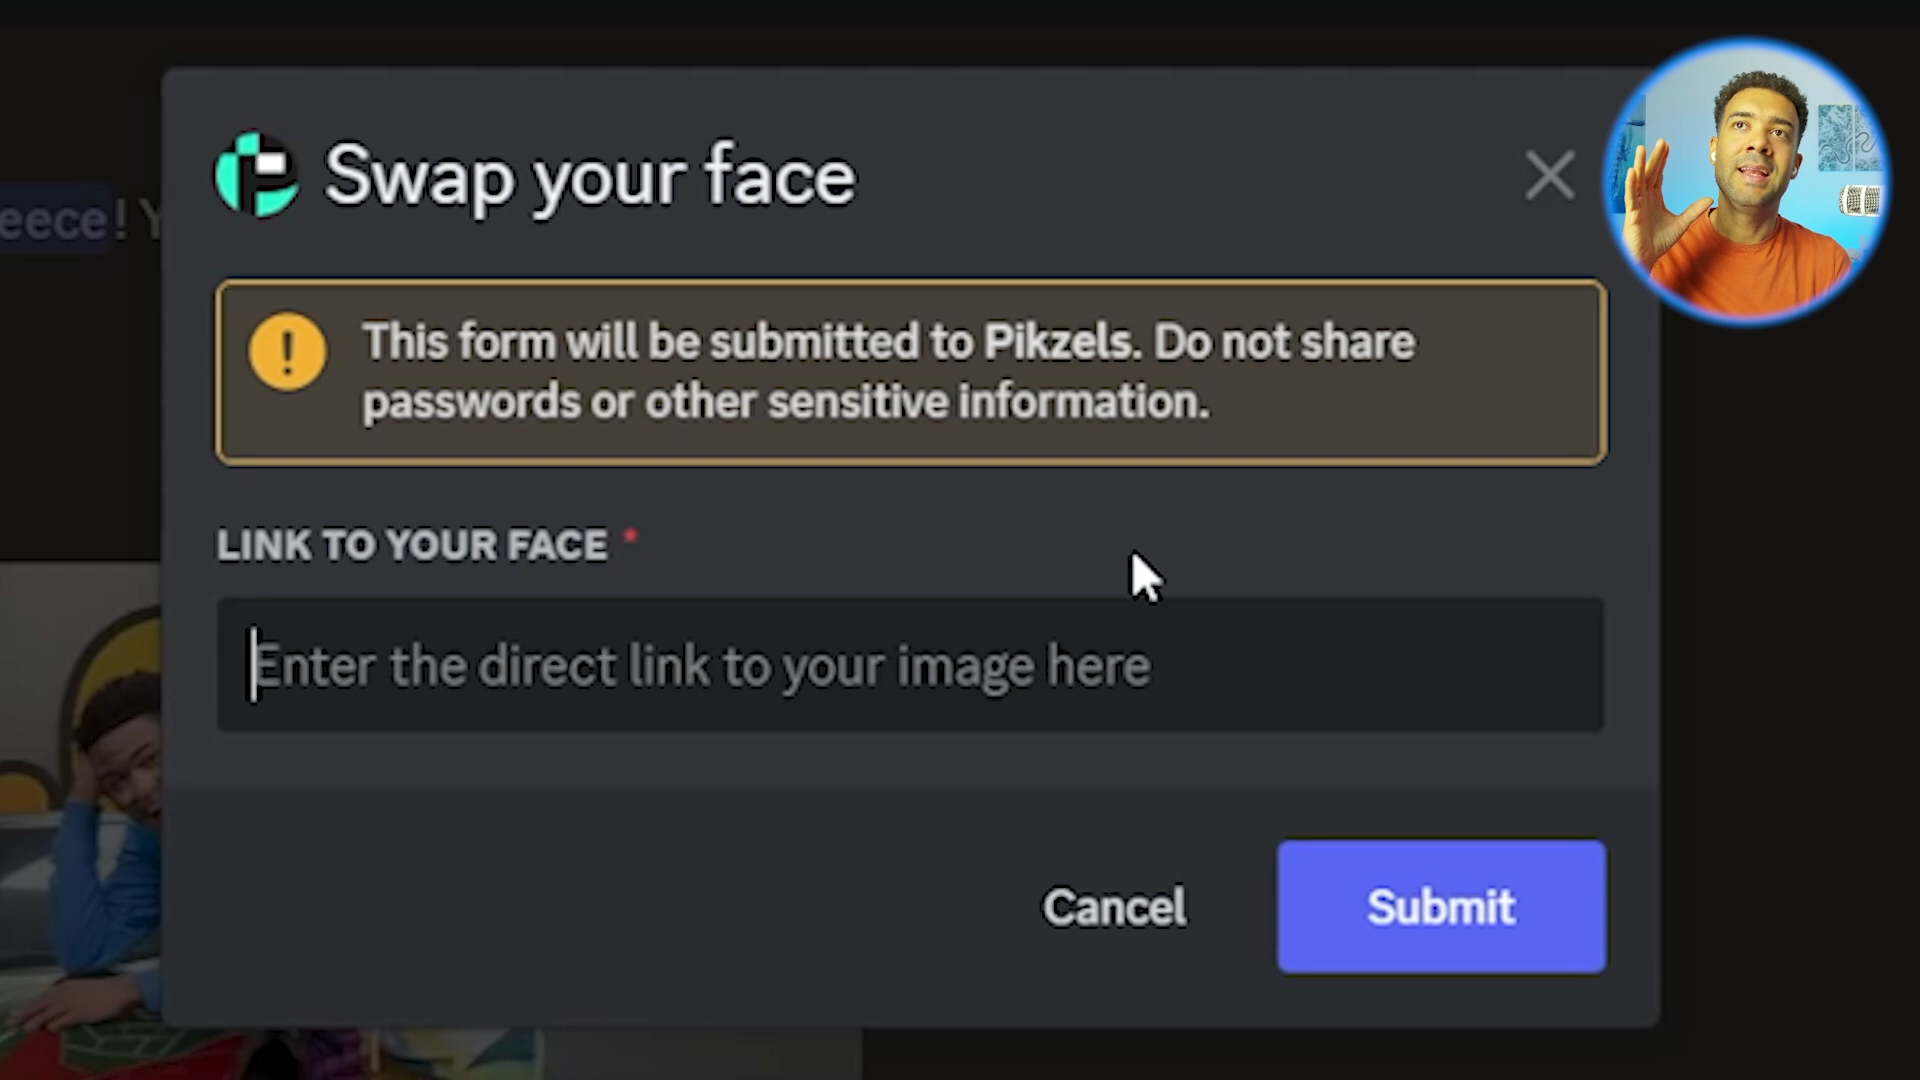 Swap your face
eece! Y
This form will be submitted to Pikzels. Do not share
passwords or other sensitive information.
LINK TO YOUR FACE *
Enter the direct link to your image here
Cancel
Submit